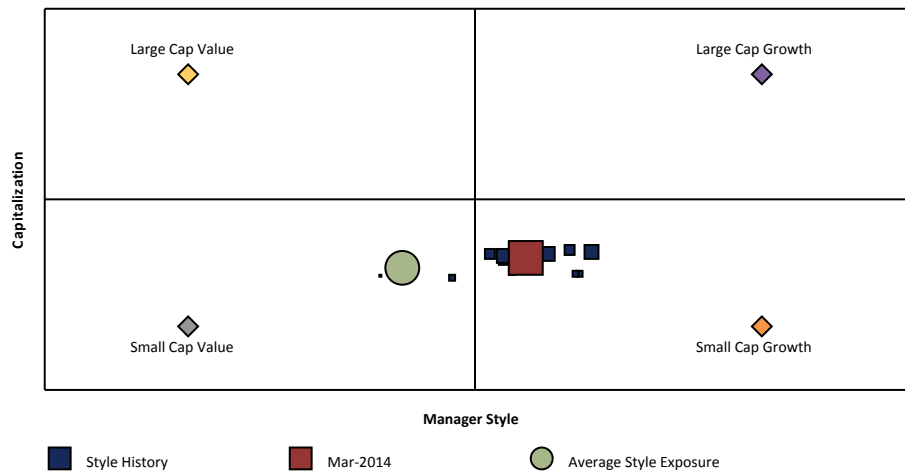 Large Cap Value
Large Cap Growth
Capitalization
Small Cap Value
Small Cap Growth
Manager Style
Style History
Mar-2014
Average Style Exposure